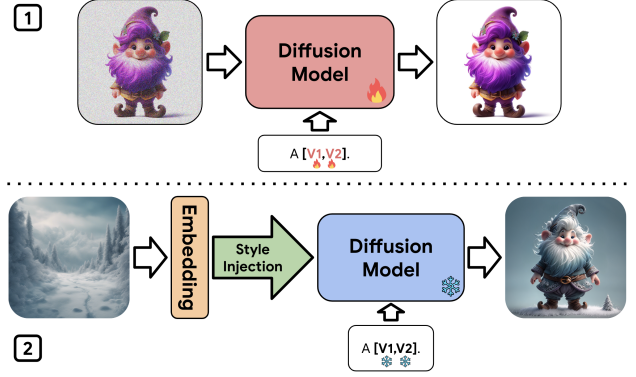 1
Diffusion
Model
A [V1,V2].
Embedding
Style
Injection
Diffusion
Model
A [V1,V2].
2